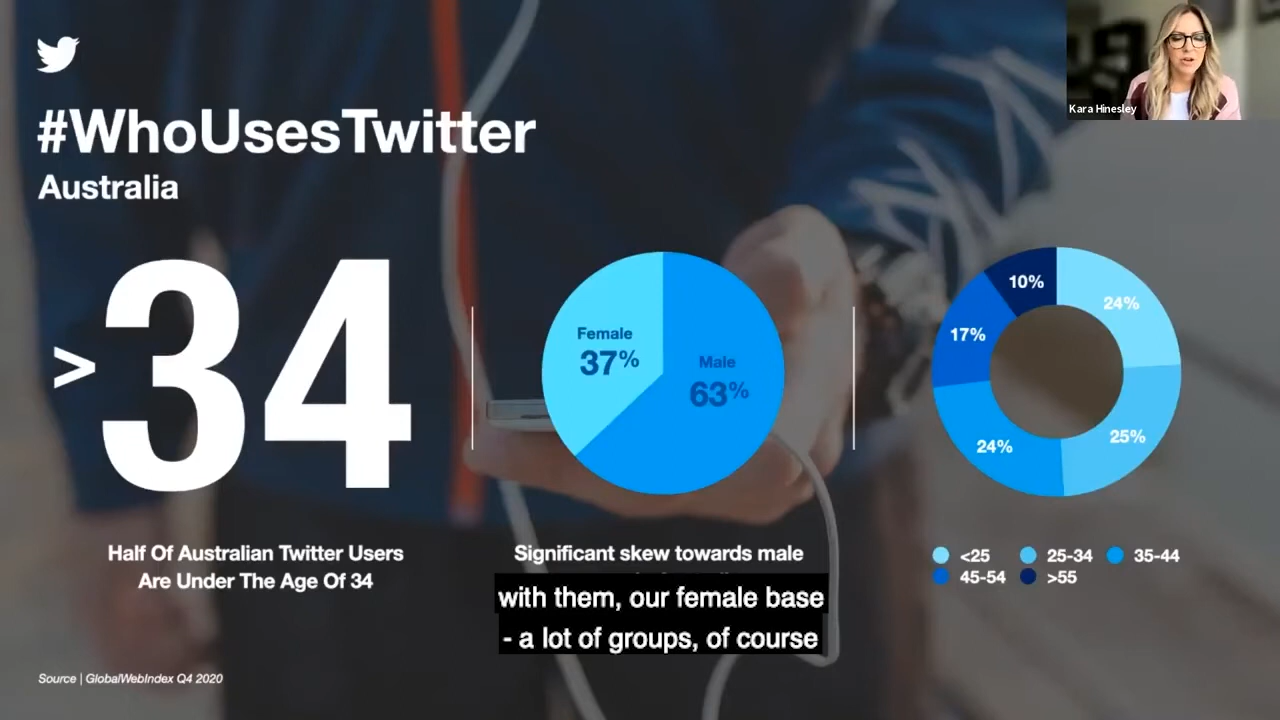 Kara Hinesley
#WhoUsesTwitter
Australia
>34
Half Of Australian Twitter Users
Are Under The Age Of 34
Female
37%
Male
63%
Significant skew towards male
with them, our female base
- a lot of groups, of course
10%
24%
17%
24%
25%
<25 25-34 35-44
45-54 >55
Source | GlobalWebIndex Q4 2020